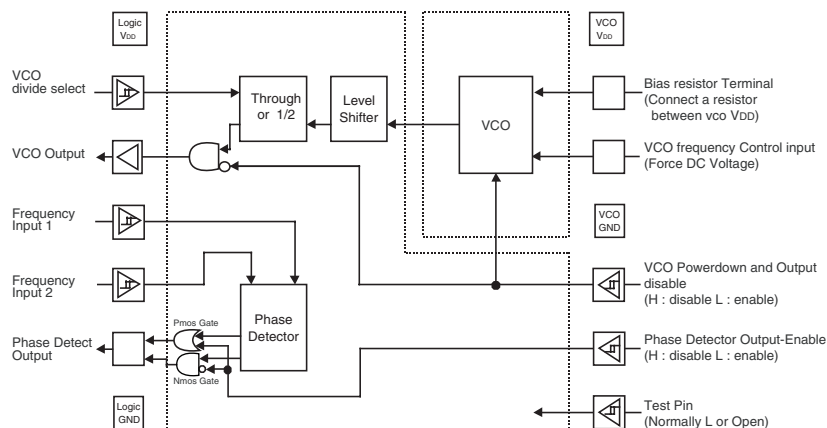 Logic
VDD
VCO
VDD
VCO
divide select
Through
or 1/2
Level
Shifter
VCO
Bias resistor Terminal
(Connect a resistor
between vco VDD)
VCO Output
VCO frequency Control input
(Force DC Voltage)
Frequency
Input 1
VCO
GND
Frequency
Input 2
VCO Powerdown and Output
disable
(H : disable L : enable)
Phase Detect
Output
Pmos Gate
Nmos Gate
Phase
Detector
Phase Detector Output-Enable
(H : disable L : enable)
Logic
GND
Test Pin
(Normally L or Open)